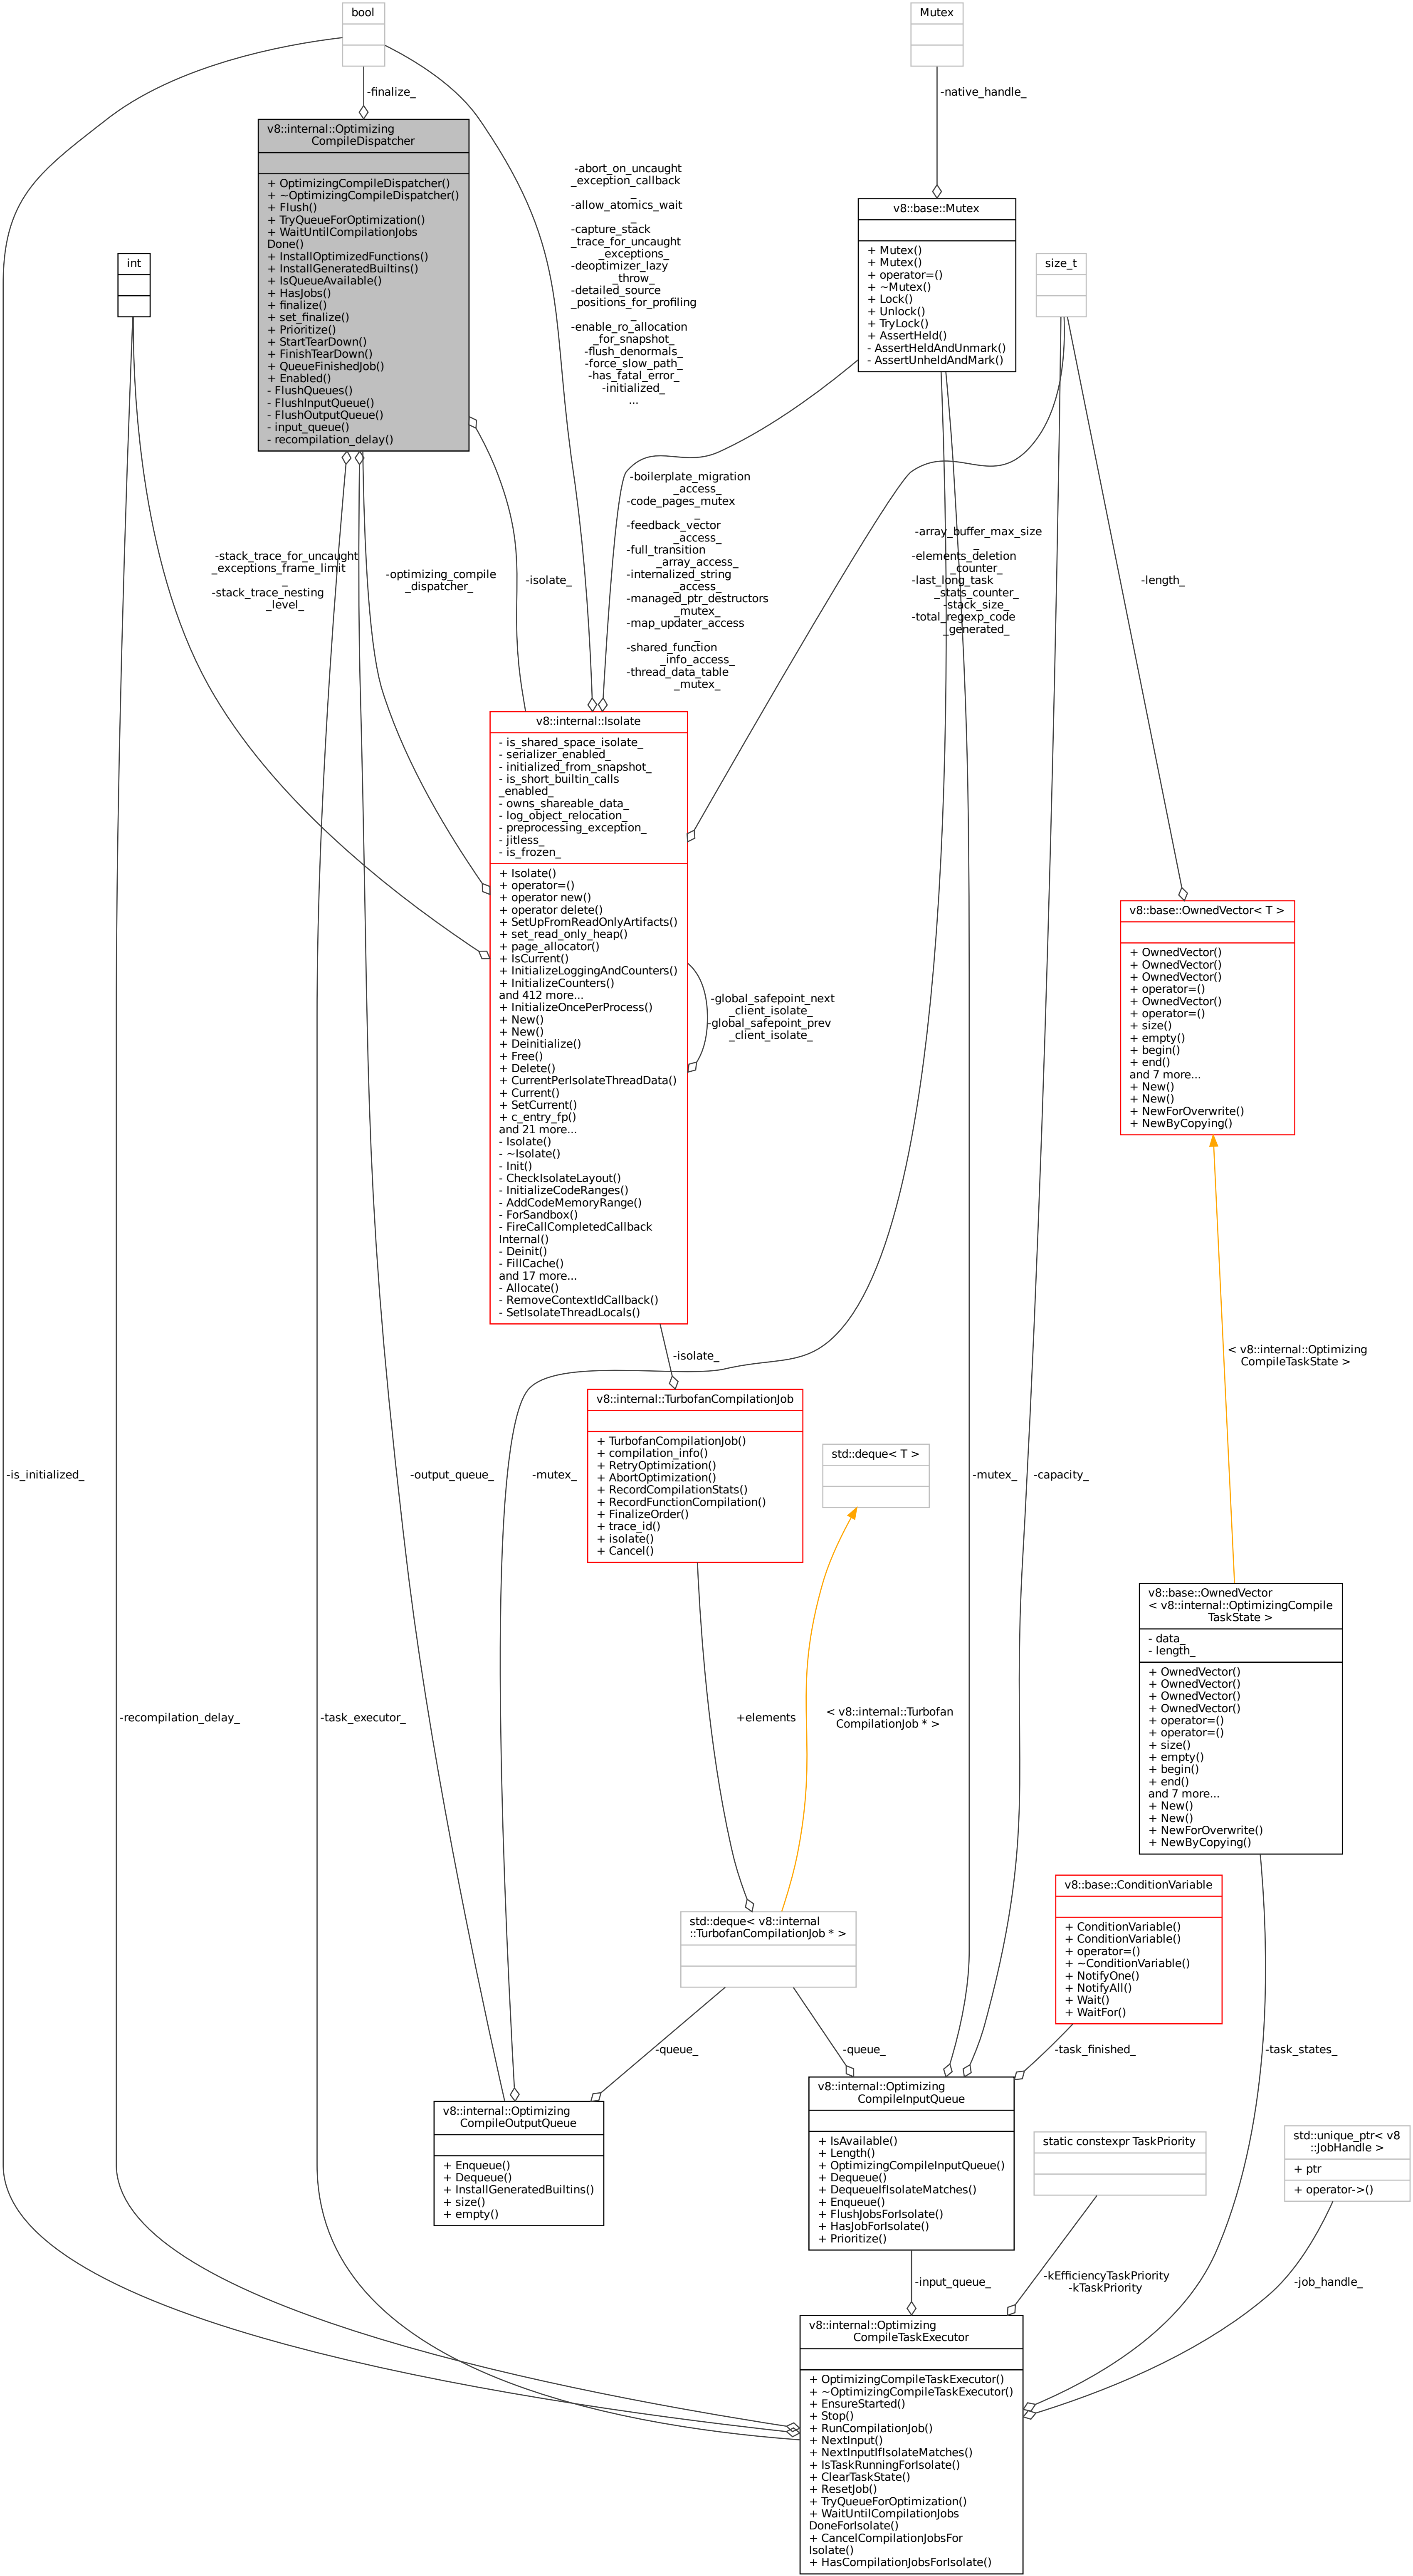 bool
Mutex
-finalize_
-native_handle_
v8::internal::Optimizing
CompileDispatcher
+ OptimizingCompileDispatcher()
+ ~OptimizingCompileDispatcher()
+ Flush()
+ TryQueueForOptimization()
+ WaitUntilCompilationJobs
Done()
+ InstallOptimizedFunctions()
+ InstallGeneratedBuiltins()
+ IsQueueAvailable()
+ HasJobs()
+ finalize()
+ set_finalize()
+ Prioritize()
+ StartTearDown()
+ FinishTearDown()
+ QueueFinishedJob()
+ Enabled()
- FlushQueues()
- FlushInputQueue()
- FlushOutputQueue()
- input_queue()
- recompilation_delay()
-abort_on_uncaught
_exception_callback
_
-allow_atomics_wait
_
-capture_stack
_trace_for_uncaught
_exceptions_
-deoptimizer_lazy
_throw_
-detailed_source
_positions_for_profiling
_
-enable_ro_allocation
_for_snapshot_
-flush_denormals_
-force_slow_path_
-has_fatal_error_
-initialized_
...
v8::base::Mutex
+ Mutex()
+ Mutex()
+ operator=()
+ ~Mutex()
+ Lock()
+ Unlock()
+ TryLock()
+ AssertHeld()
- AssertHeldAndUnmark()
- AssertUnheldAndMark()
int
size_t
-stack_trace_for_uncaught
_exceptions_frame_limit
_
-stack_trace_nesting
_level_
-optimizing_compile
_dispatcher_
-isolate_
-boilerplate_migration
_access_
-code_pages_mutex
_
-feedback_vector
_access_
-full_transition
_array_access_
-internalized_string
_access_
-managed_ptr_destructors
_mutex_
-map_updater_access
_
-shared_function
_info_access_
-thread_data_table
_mutex_
-array_buffer_max_size
_
-elements_deletion
_counter_
-last_long_task
_stats_counter_
-stack_size_
-total_regexp_code
_generated_
-length_
v8::internal::Isolate
- is_shared_space_isolate_
- serializer_enabled_
- initialized_from_snapshot_
- is_short_builtin_calls
_enabled_
- owns_shareable_data_
- log_object_relocation_
- preprocessing_exception_
- jitless_
- is_frozen_
+ Isolate()
+ operator=()
+ operator new()
+ operator delete()
+ SetUpFromReadOnlyArtifacts()
+ set_read_only_heap()
+ page_allocator()
+ IsCurrent()
+ InitializeLoggingAndCounters()
+ InitializeCounters()
and 412 more...
+ InitializeOncePerProcess()
+ New()
+ New()
+ Deinitialize()
+ Free()
+ Delete()
+ CurrentPerIsolateThreadData()
+ Current()
+ SetCurrent()
+ c_entry_fp()
and 21 more...
- Isolate()
- ~Isolate()
- Init()
- CheckIsolateLayout()
- InitializeCodeRanges()
- AddCodeMemoryRange()
- ForSandbox()
- FireCallCompletedCallback
Internal()
- Deinit()
- FillCache()
and 17 more...
- Allocate()
- RemoveContextIdCallback()
- SetIsolateThreadLocals()
-global_safepoint_next
_client_isolate_
-global_safepoint_prev
_client_isolate_
v8::base::OwnedVector< T >
+ OwnedVector()
+ OwnedVector()
+ OwnedVector()
+ operator=()
+ OwnedVector()
+ operator=()
+ size()
+ empty()
+ begin()
+ end()
and 7 more...
+ New()
+ New()
+ NewForOverwrite()
+ NewByCopying()
-isolate_
< v8::internal::Optimizing
CompileTaskState >
v8::internal::TurbofanCompilationJob
+ TurbofanCompilationJob()
+ compilation_info()
+ RetryOptimization()
+ AbortOptimization()
+ RecordCompilationStats()
+ RecordFunctionCompilation()
+ FinalizeOrder()
+ trace_id()
+ isolate()
+ Cancel()
std::deque< T >
-is_initialized_
-output_queue_
-mutex_
-mutex_
-capacity_
v8::base::OwnedVector
< v8::internal::OptimizingCompile
TaskState >
- data_
- length_
+ OwnedVector()
+ OwnedVector()
+ OwnedVector()
+ OwnedVector()
+ operator=()
+ operator=()
+ size()
+ empty()
+ begin()
+ end()
and 7 more...
+ New()
+ New()
+ NewForOverwrite()
+ NewByCopying()
-recompilation_delay_
-task_executor_
+elements
< v8::internal::Turbofan
CompilationJob * >
std::deque< v8::internal
::TurbofanCompilationJob * >
v8::base::ConditionVariable
+ ConditionVariable()
+ ConditionVariable()
+ operator=()
+ ~ConditionVariable()
+ NotifyOne()
+ NotifyAll()
+ Wait()
+ WaitFor()
-queue_
-queue_
-task_finished_
-task_states_
v8::internal::Optimizing
CompileOutputQueue
+ Enqueue()
+ Dequeue()
+ InstallGeneratedBuiltins()
+ size()
+ empty()
v8::internal::Optimizing
CompileInputQueue
+ IsAvailable()
+ Length()
+ OptimizingCompileInputQueue()
+ Dequeue()
+ DequeueIfIsolateMatches()
+ Enqueue()
+ FlushJobsForIsolate()
+ HasJobForIsolate()
+ Prioritize()
static constexpr TaskPriority
std::unique_ptr< v8
::JobHandle >
+ ptr
+ operator->()
-input_queue_
-kEfficiencyTaskPriority
-kTaskPriority
-job_handle_
v8::internal::Optimizing
CompileTaskExecutor
+ OptimizingCompileTaskExecutor()
+ ~OptimizingCompileTaskExecutor()
+ EnsureStarted()
+ Stop()
+ RunCompilationJob()
+ NextInput()
+ NextInputIfIsolateMatches()
+ IsTaskRunningForIsolate()
+ ClearTaskState()
+ ResetJob()
+ TryQueueForOptimization()
+ WaitUntilCompilationJobs
DoneForIsolate()
+ CancelCompilationJobsFor
Isolate()
+ HasCompilationJobsForIsolate()